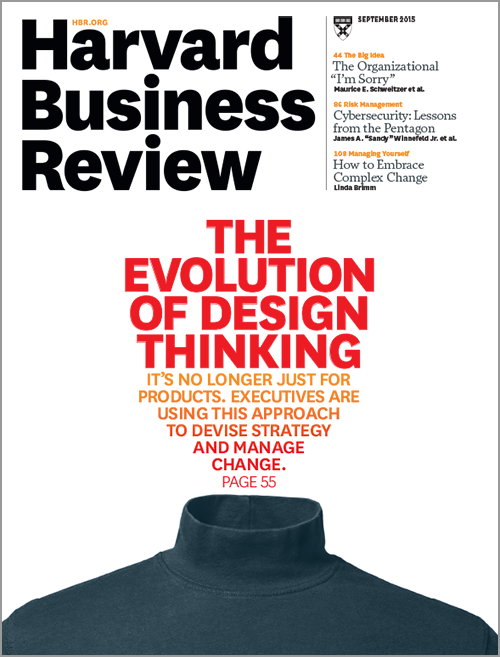 HBR.ORG
Harvard
Business
Review
SEPTEMBER 2015
44 The Big Idea
The Organizational
“I’m Sorry”
Maurice E. Schweitzer et al.
86 Risk Management
Cybersecurity: Lessons
from the Pentagon
James A. “Sandy” Winnefeld Jr. et al.
109 Managing Yourself
How to Embrace
Complex Change
Linda Brimm
THE
EVOLUTION
OF DESIGN
THINKING
IT’S NO LONGER JUST FOR
PRODUCTS. EXECUTIVES ARE
USING THIS APPROACH
TO DEVISE STRATEGY
AND MANAGE
CHANGE.
PAGE 55